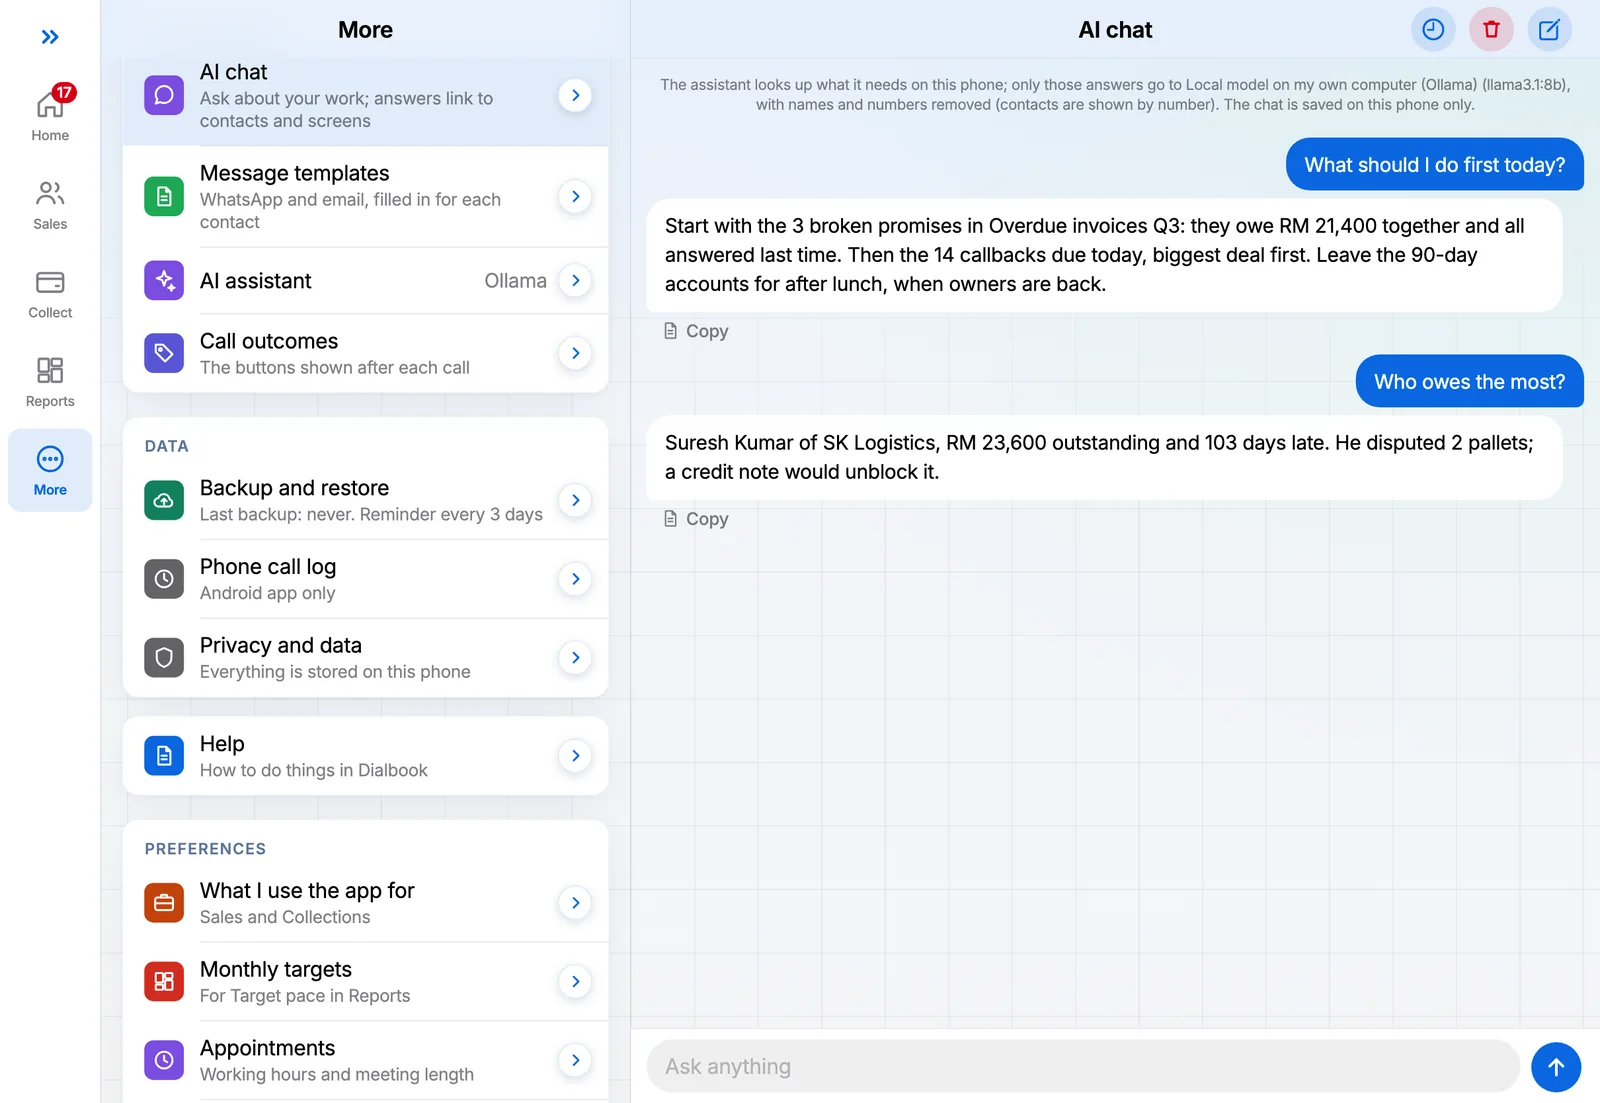 17
Home
Sales
Collect
Reports
More
More
AI chat
Ask about your work; answers link to
contacts and screens
Message templates
WhatsApp and email, filled in for each
contact
AI assistant
Ollama
Call outcomes
The buttons shown after each call
DATA
Backup and restore
Last backup: never. Reminder every 3 days
Phone call log
Android app only
Privacy and data
Everything is stored on this phone
Help
How to do things in Dialbook
PREFERENCES
What I use the app for
Sales and Collections
Monthly targets
For Target pace in Reports
Appointments
Working hours and meeting length
AI chat
The assistant looks up what it needs on this phone; only those answers go to Local model on my own computer (Ollama) (llama3.1:8b),
with names and numbers removed (contacts are shown by number). The chat is saved on this phone only.
What should I do first today?
Start with the 3 broken promises in Overdue invoices Q3: they owe RM 21,400 together and all
answered last time. Then the 14 callbacks due today, biggest deal first. Leave the 90-day
accounts for after lunch, when owners are back.
Copy
Who owes the most?
Suresh Kumar of SK Logistics, RM 23,600 outstanding and 103 days late. He disputed 2 pallets;
a credit note would unblock it.
Copy
Ask anything